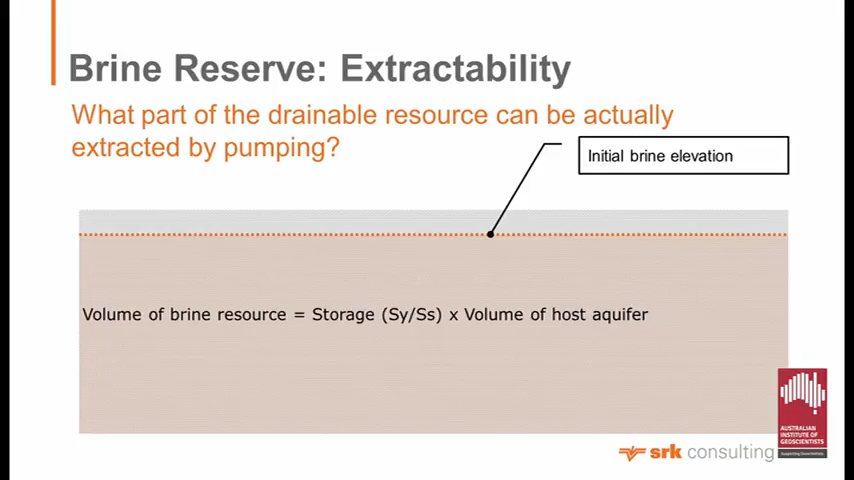 Brine Reserve: Extractability
What part of the drainable resource can be actually
extracted by pumping?
Initial brine elevation
Volume of brine resource = Storage (Sy/Ss) x Volume of host aquifer
AUSTRALIAN
INSTITUTE OF
GEOSCIENTISTS
srk consulting